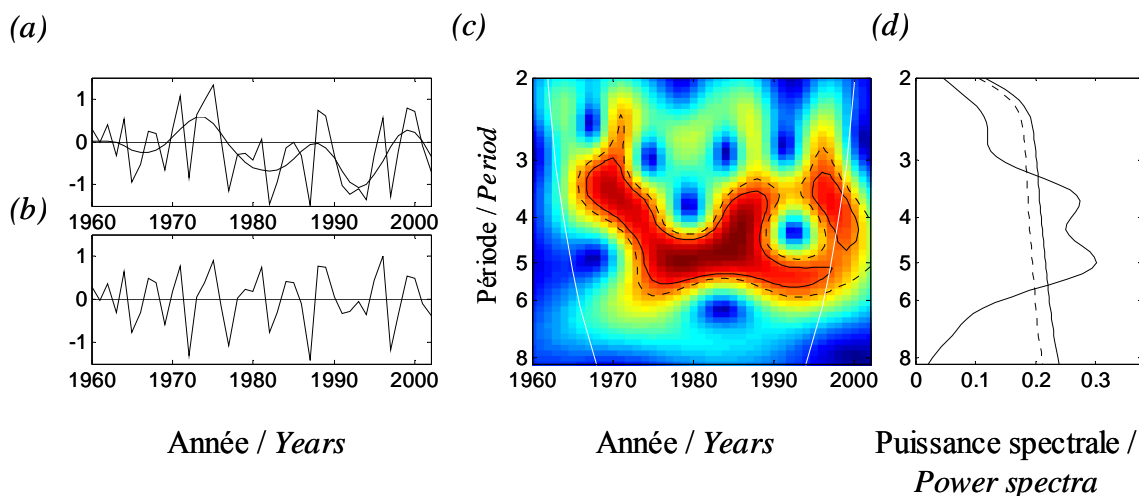 (a)
(c)
(d)
1
0
-1
1960 1970 1980 1990 2000
(b)
1
0
-1
1960 1970 1980 1990 2000
Année / Years
Période / Period
2
3
4
5
6
8
1960 1970 1980 1990 2000
Année / Years
2
3
4
5
6
8
0 0.1 0.2 0.3
Puissance spectrale /
Power spectra